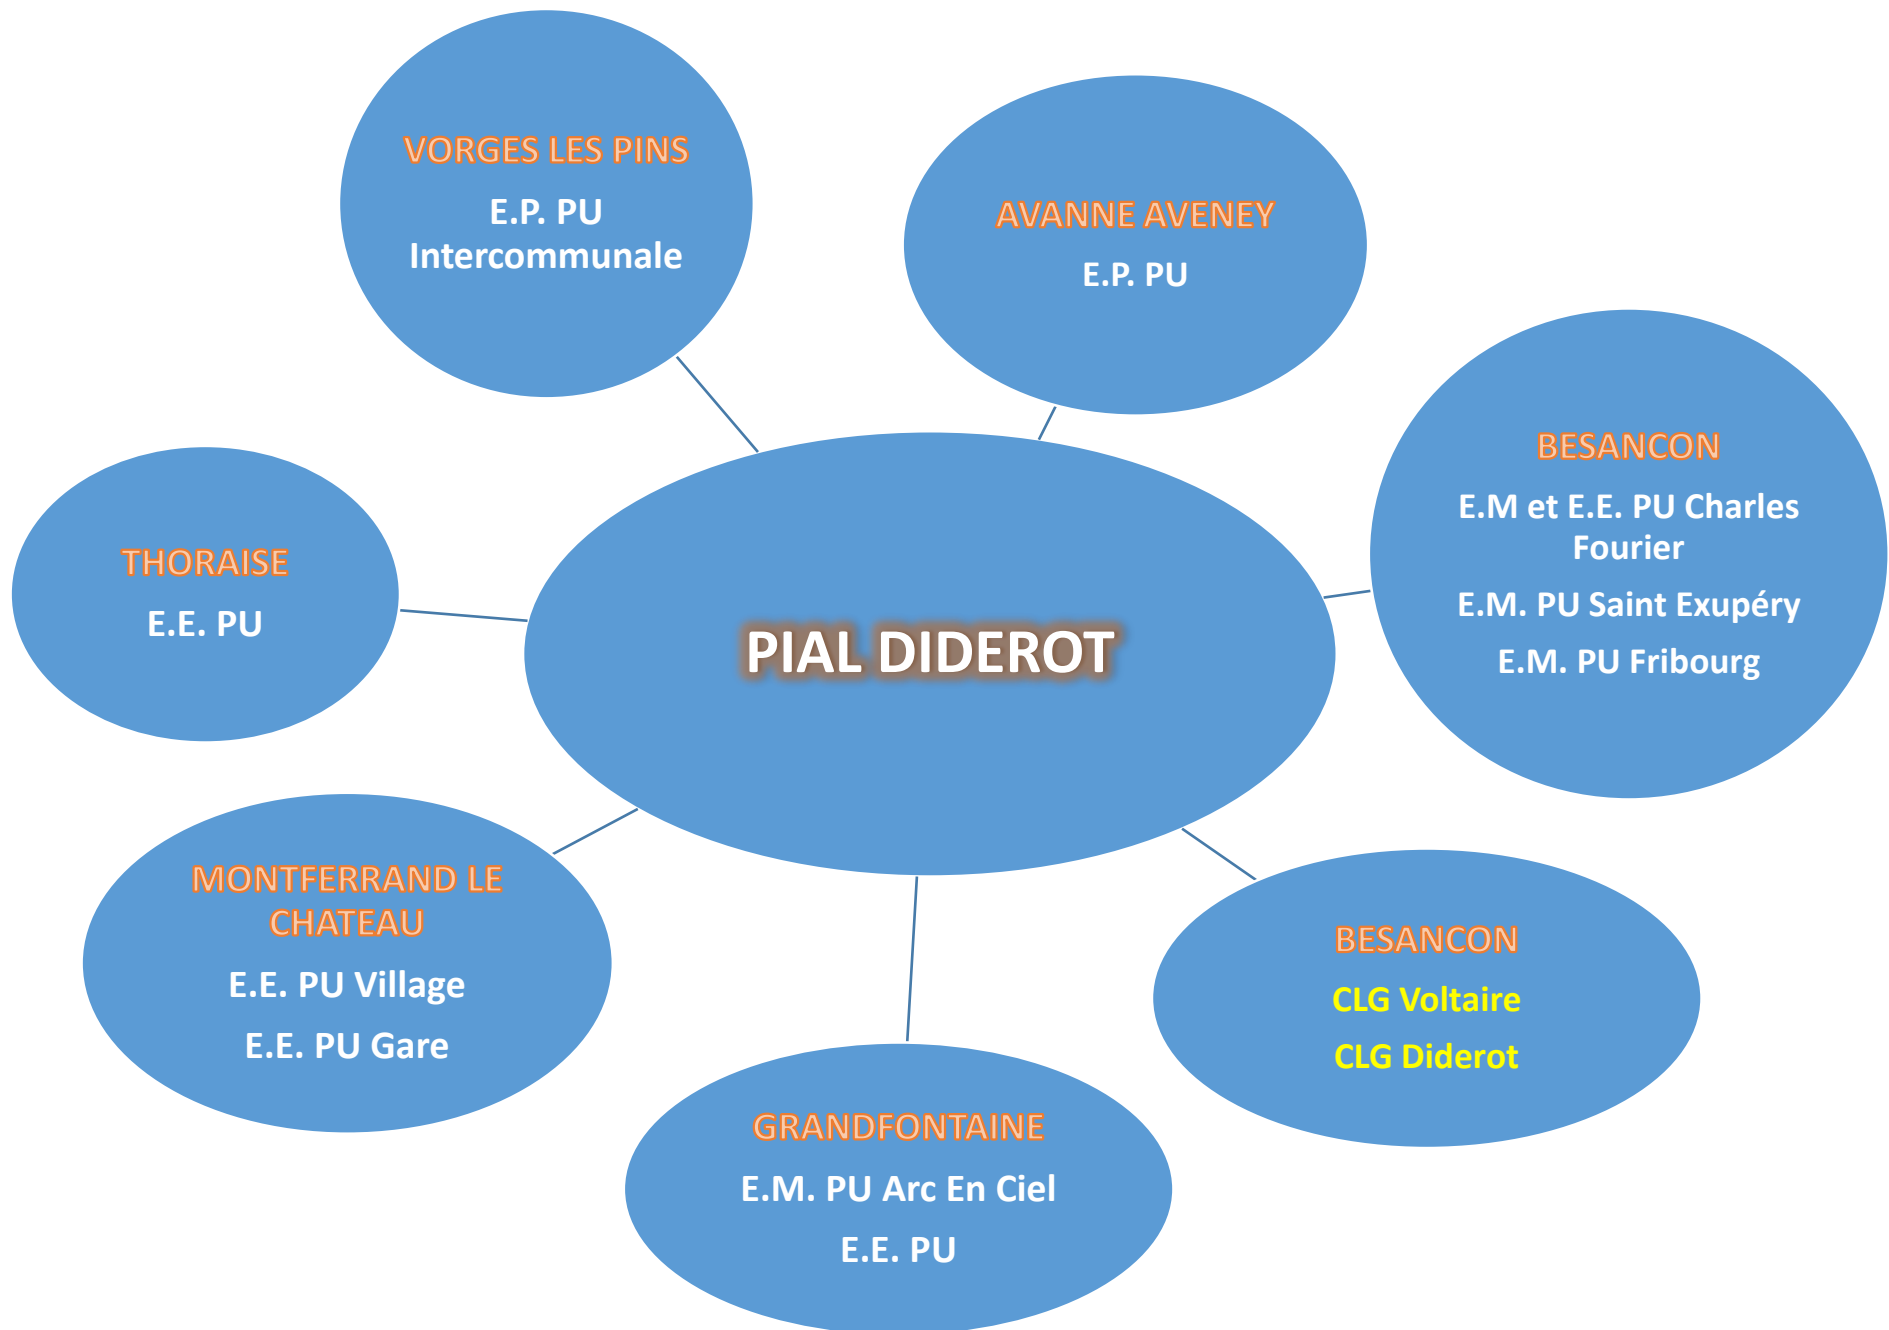 VORGES LES PINS
E.P. PU
Intercommunale
AVANNE AVENEY
E.P. PU
BESANCON
E.M et E.E. PU Charles
Fourier
E.M. PU Saint Exupéry
E.M. PU Fribourg
THORAISE
E.E. PU
PIAL DIDEROT
MONTFERRAND LE
CHATEAU
E.E. PU Village
E.E. PU Gare
BESANCON
CLG Voltaire
CLG Diderot
GRANDFONTAINE
E.M. PU Arc En Ciel
E.E. PU